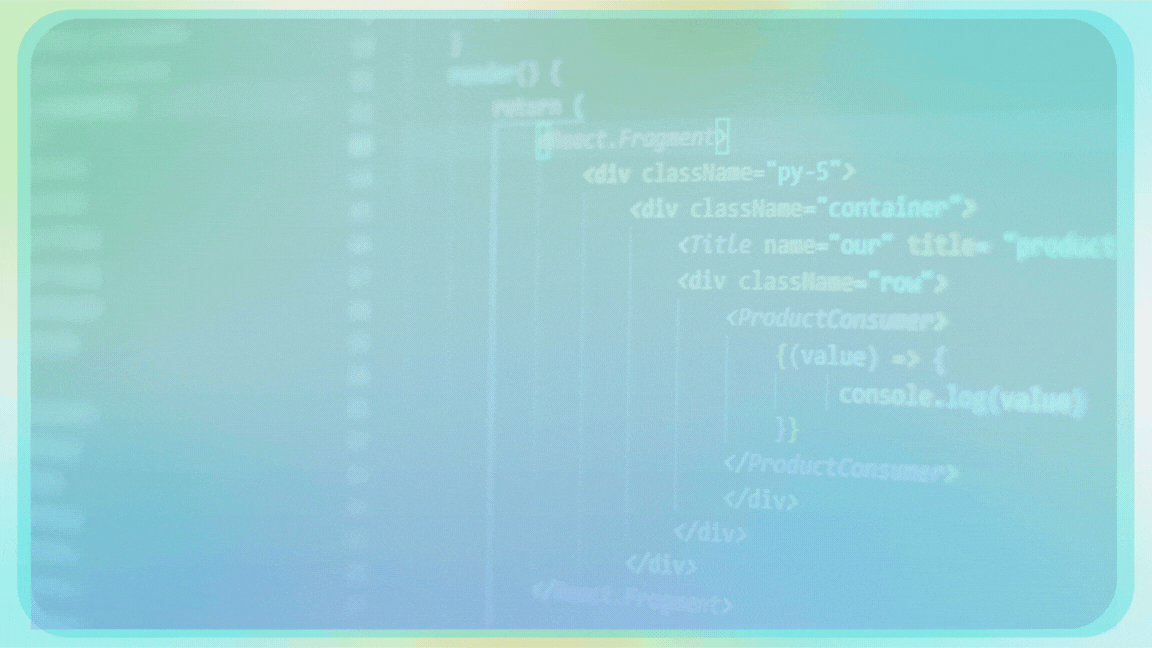 }
render() {
return (
<React.Fragment>
<div className="py-5">
<div className="container">
<Title name="our" title= "product
<div className="row">
<ProductConsumer>
{(value) => {
console.log(value)
}}
</ProductConsumer>
</div>
</div>
</div>
</React.Fragment>